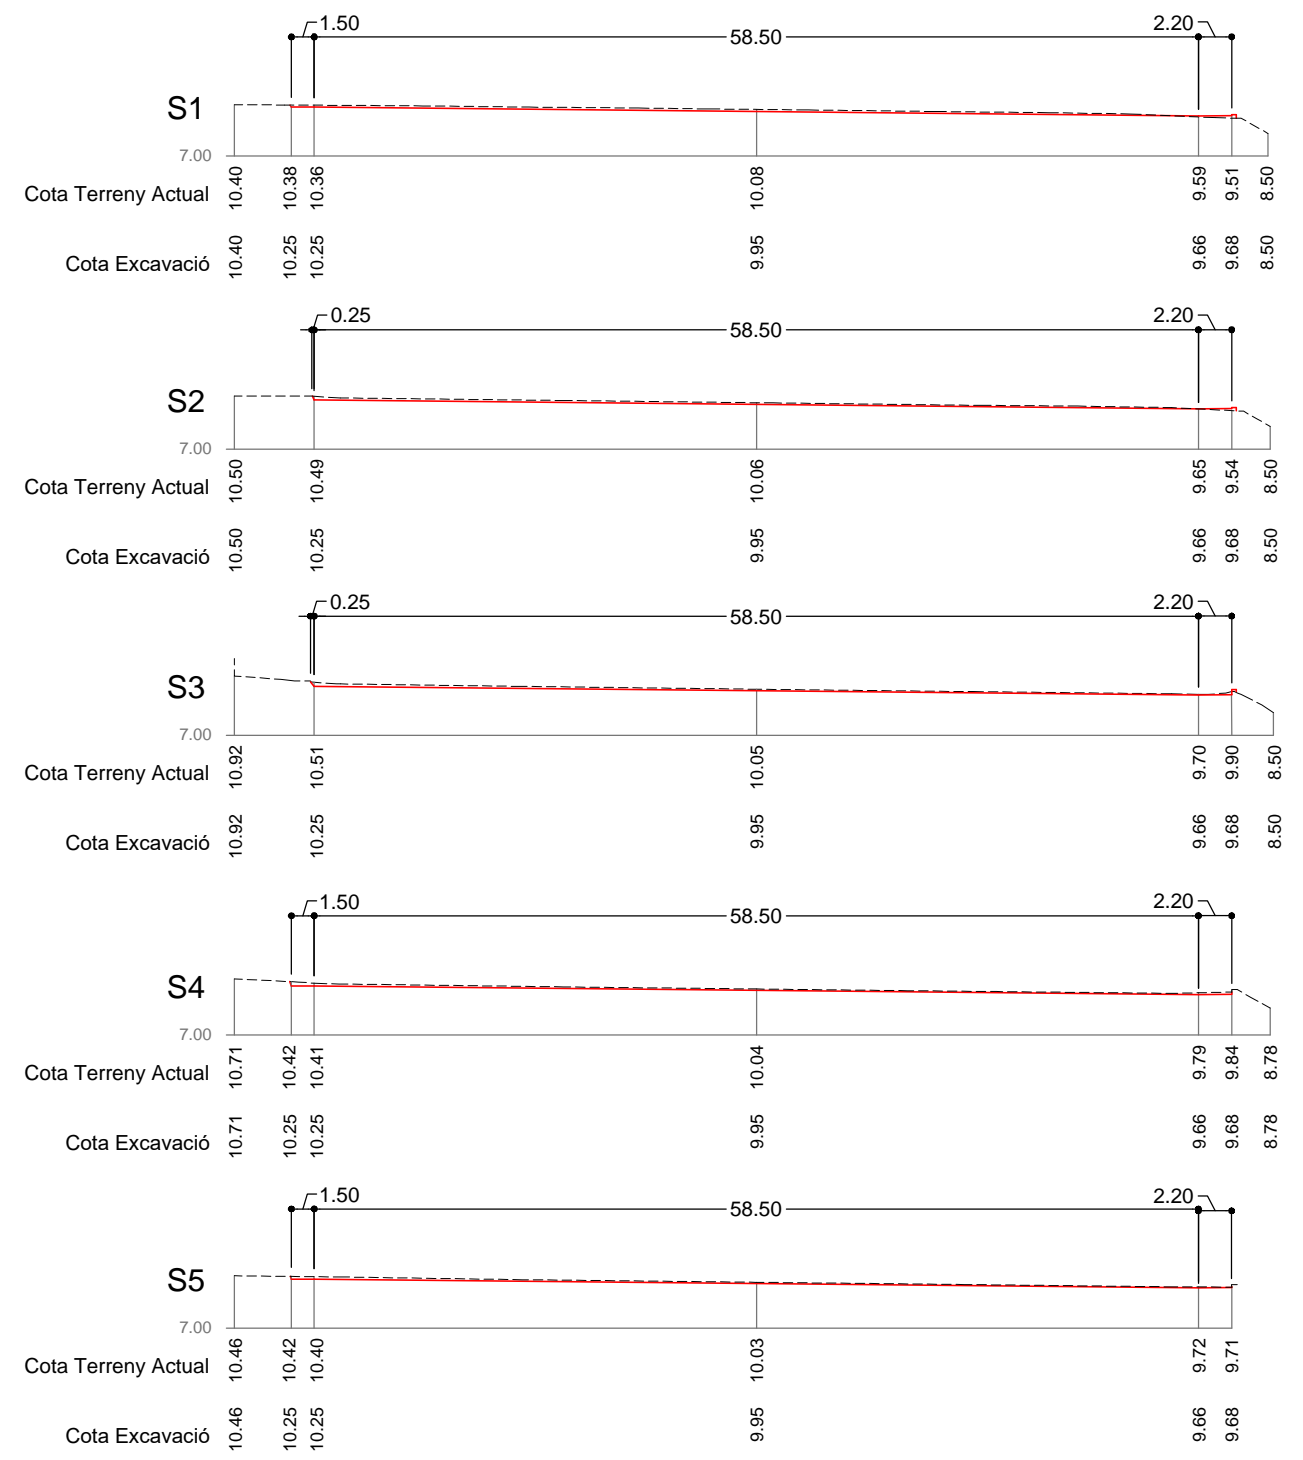 1.50 58.50 2.20
S1
7.00
Cota Terreny Actual 10.40 10.38 10.36 10.08 9.59 9.51 8.50
Cota Excavació 10.40 10.25 10.25 9.95 9.66 9.68 8.50
0.25 58.50 2.20
S2
7.00
Cota Terreny Actual 10.50 10.49 10.06 9.65 9.54 8.50
Cota Excavació 10.50 10.25 9.95 9.66 9.68 8.50
0.25 58.50 2.20
S3
7.00
Cota Terreny Actual 10.92 10.51 10.05 9.70 9.90 8.50
Cota Excavació 10.92 10.25 9.95 9.66 9.68 8.50
1.50 58.50 2.20
S4
7.00
Cota Terreny Actual 10.71 10.42 10.41 10.04 9.79 9.84 8.78
Cota Excavació 10.71 10.25 10.25 9.95 9.66 9.68 8.78
1.50 58.50 2.20
S5
7.00
Cota Terreny Actual 10.46 10.42 10.40 10.03 9.72 9.71
Cota Excavació 10.46 10.25 10.25 9.95 9.66 9.68